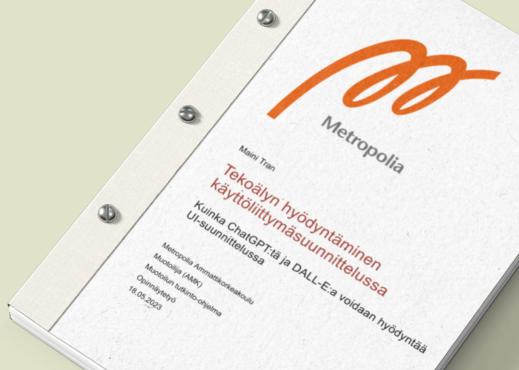 Metropolia
Maini Tran
Tekoälyn hyödyntäminen
käyttöliittymäsuunnittelussa
Kuinka ChatGPT:tä ja DALL-E:a voidaan hyödyntää
UI-suunnittelussa
Metropolia Ammattikorkeakoulu
Muotoilija (AMK)
Muotoilun tutkinto-ohjelma
Opinnäytetyö
18.05.2023